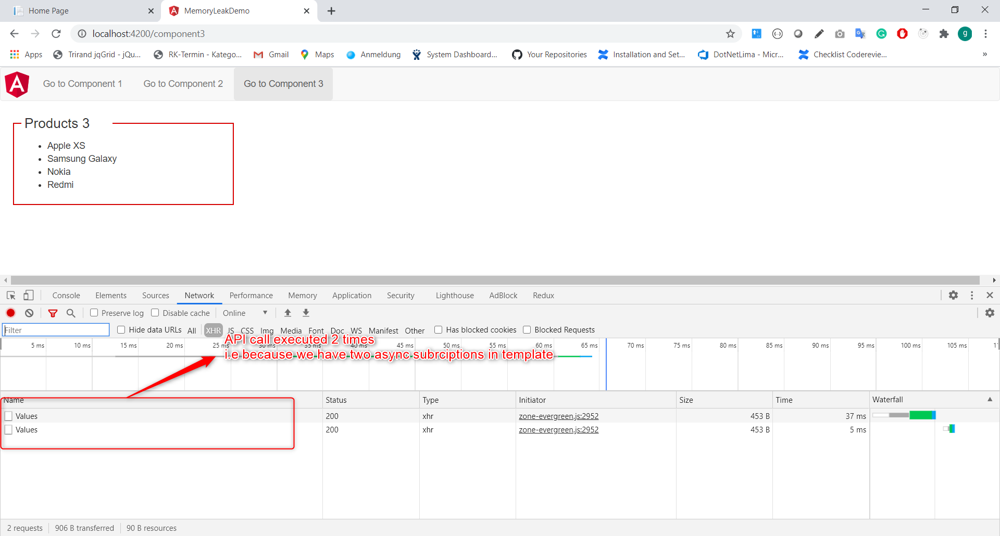 Home Page
MemoryLeakDemo
localhost:4200/component3
g
Apps
Trirand jqGrid - jQu...
RK-Termin - Katego...
Gmail
Maps
Anmeldung
System Dashboard...
Your Repositories
Installation and Set...
DotNetLima - Micr...
Checklist Codereview...
»
Go to Component 1
Go to Component 2
Go to Component 3
Products 3
Apple XS
Samsung Galaxy
Nokia
Redmi
Console
Elements
Sources
Network
Performance
Memory
Application
Security
Lighthouse
AdBlock
Redux
Preserve log
Disable cache
Online
Filter
Hide data URLs
All
XHR
JS
CSS
Img
Media
Font
Doc
WS
Manifest
Other
Has blocked cookies
Blocked Requests
API call executed 2 times
i.e because we have two async subrciptions in template
5 ms
10 ms
15 ms
20 ms
25 ms
30 ms
35 ms
40 ms
45 ms
50 ms
55 ms
60 ms
65 ms
70 ms
75 ms
80 ms
85 ms
90 ms
95 ms
100 ms
105 ms
Name
Status
Type
Initiator
Size
Time
Waterfall
Values
200
xhr
zone-evergreen.js:2952
453 B
37 ms
Values
200
xhr
zone-evergreen.js:2952
453 B
5 ms
2 requests
906 B transferred
90 B resources